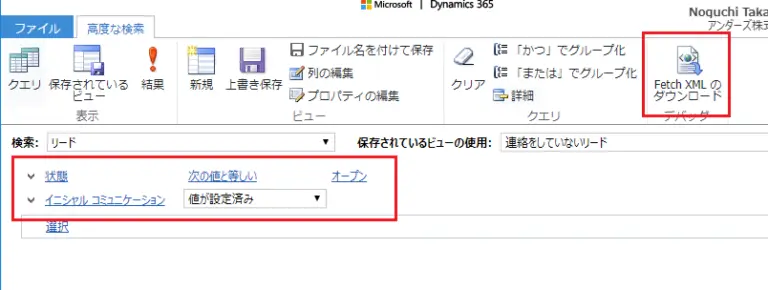 Microsoft | Dynamics 365
Noguchi Taka
アンダーズ株式
ファイル 高度な検索
ファイル名を付けて保存 「かつ」でグループ化
列の編集 「または」でグループ化
クエリ 保存されているビュー 結果 新規 上書き保存 プロパティの編集 クリア 詳細 Fetch XML のダウンロード
表示 ビュー クエリ デバッグ
検索: リード 保存されているビューの使用: 連絡をしていないリード
状態 次の値と等しい オープン
イニシャル コミュニケーション 値が設定済み
選択